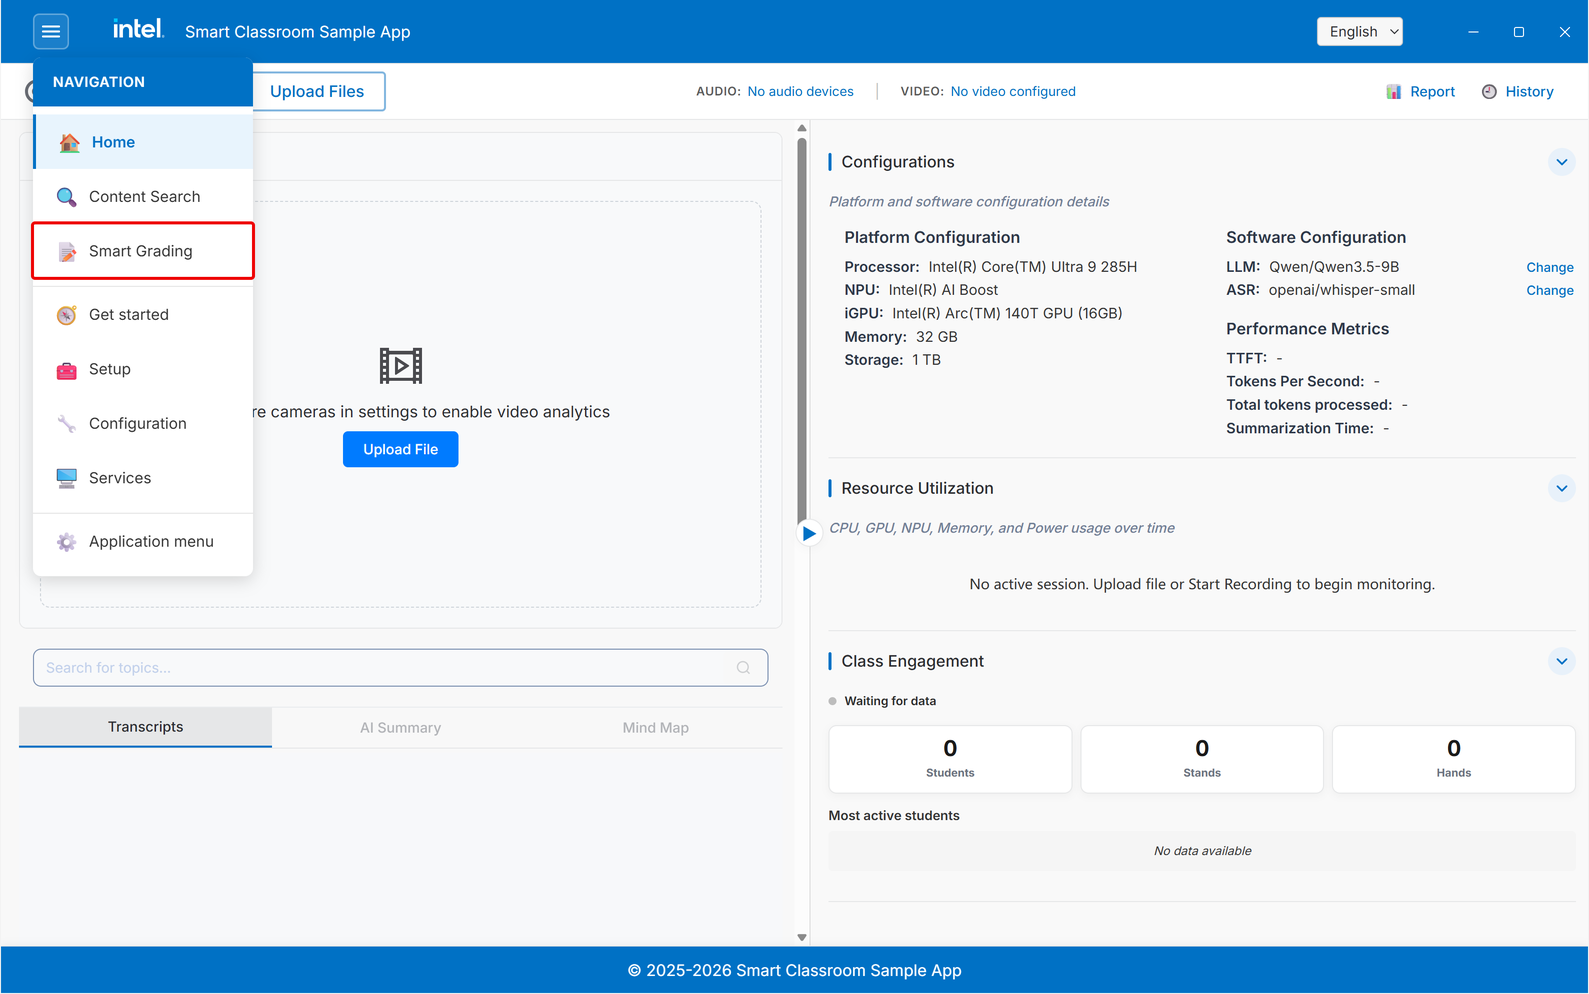 intel. Smart Classroom Sample App
English
NAVIGATION
Home
Content Search
Smart Grading
Get started
Setup
Configuration
Services
Application menu
Upload Files
AUDIO: No audio devices
VIDEO: No video configured
Report
History
re cameras in settings to enable video analytics
Upload File
Search for topics...
Transcripts
AI Summary
Mind Map
Configurations
Platform and software configuration details
Platform Configuration
Processor: Intel(R) Core(TM) Ultra 9 285H
NPU: Intel(R) AI Boost
iGPU: Intel(R) Arc(TM) 140T GPU (16GB)
Memory: 32 GB
Storage: 1 TB
Software Configuration
LLM: Qwen/Qwen3.5-9B Change
ASR: openai/whisper-small Change
Performance Metrics
TTFT: -
Tokens Per Second: -
Total tokens processed: -
Summarization Time: -
Resource Utilization
CPU, GPU, NPU, Memory, and Power usage over time
No active session. Upload file or Start Recording to begin monitoring.
Class Engagement
Waiting for data
0
Students
0
Stands
0
Hands
Most active students
No data available
© 2025-2026 Smart Classroom Sample App